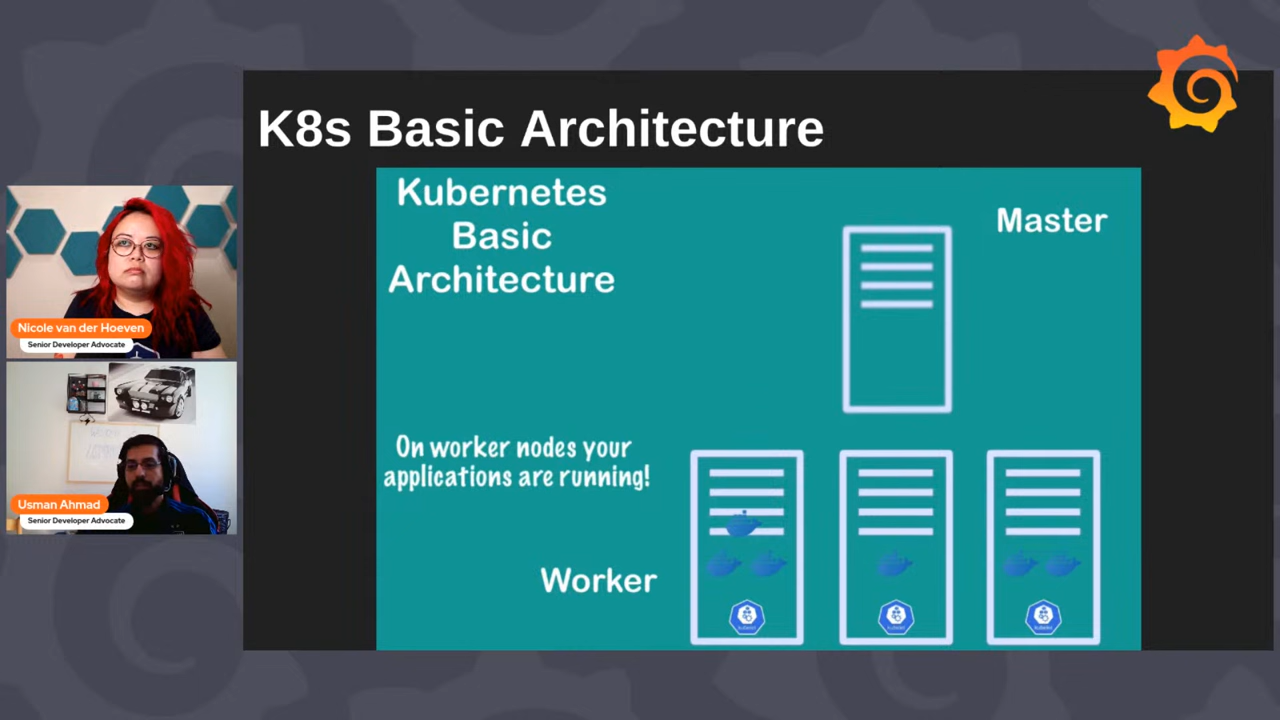 K8s Basic Architecture
Kubernetes
Basic
Architecture
Master
On worker nodes your
applications are running!
Worker
Nicole van der Hoeven
Senior Developer Advocate
Usman Ahmad
Senior Developer Advocate